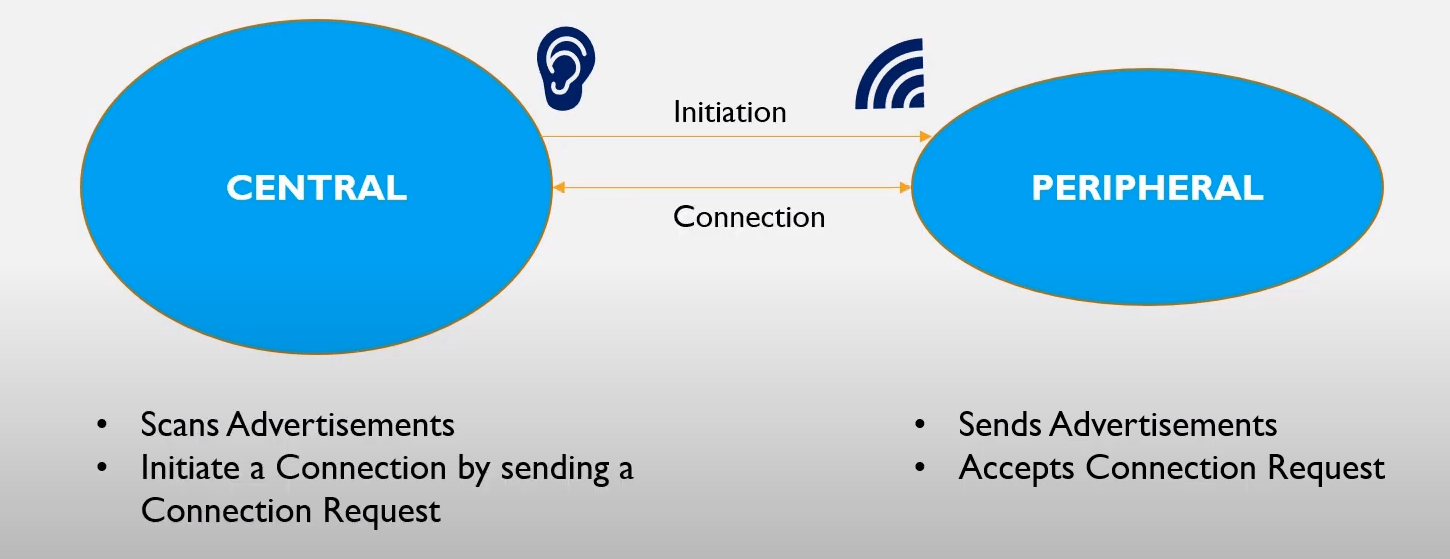 Initiation
CENTRAL
PERIPHERAL
Connection
• Scans Advertisements
• Initiate a Connection by sending a
Connection Request
• Sends Advertisements
• Accepts Connection Request